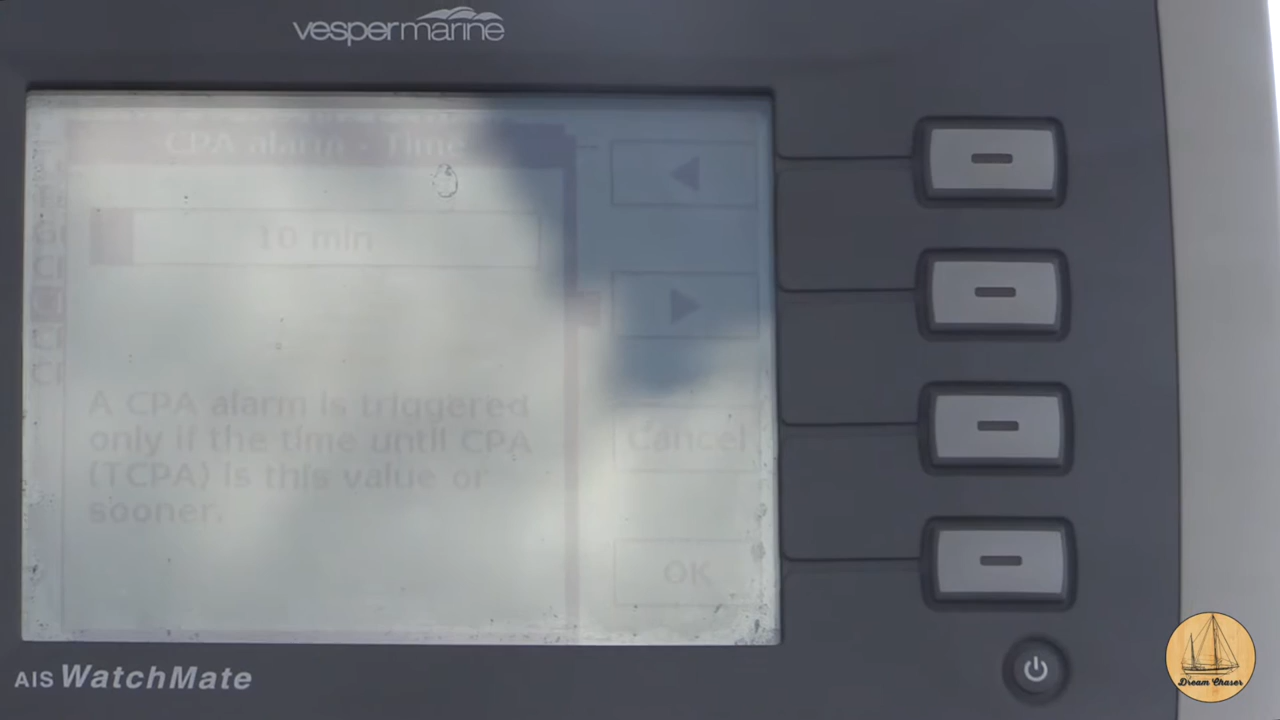 vespermarine
CPA alarm - Time
10 min
A CPA alarm is triggered
only if the time until CPA
(TCPA) is this value or
sooner.
Cancel
OK
AIS WatchMate
Dream Chaser